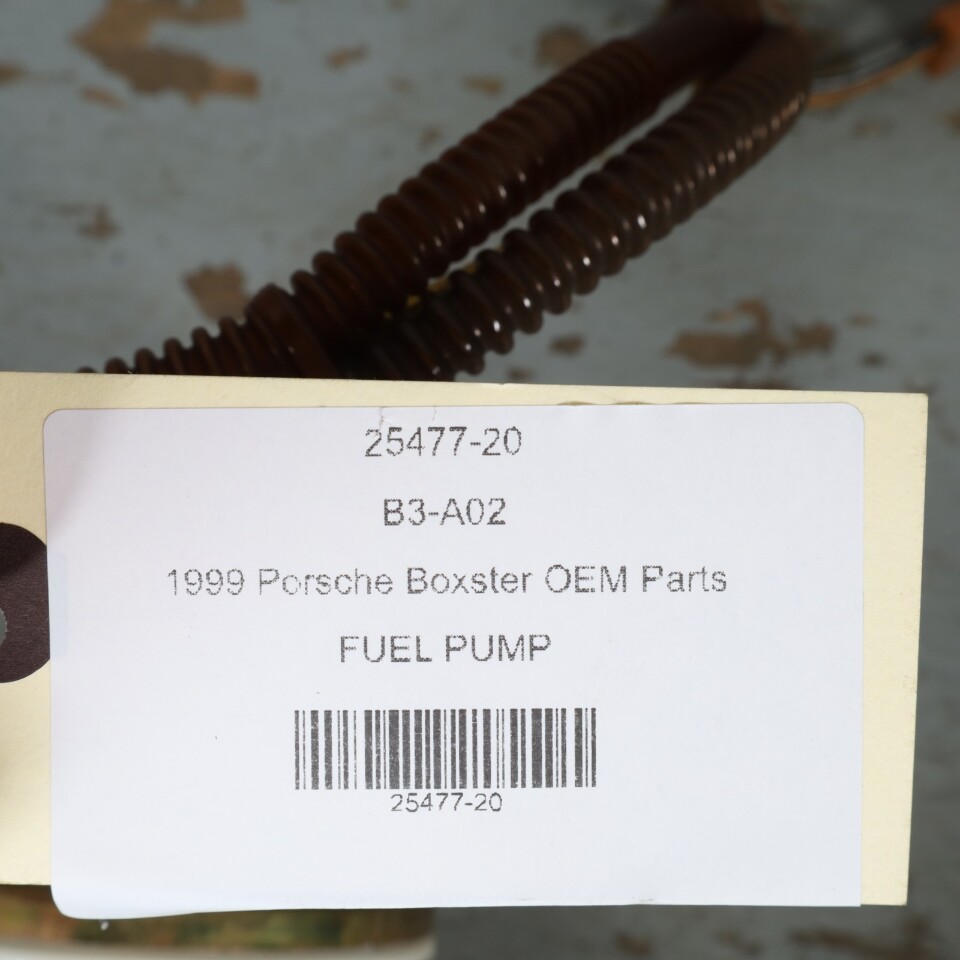 25477-20
B3-A02
1999 Porsche Boxster OEM Parts
FUEL PUMP
25477-20